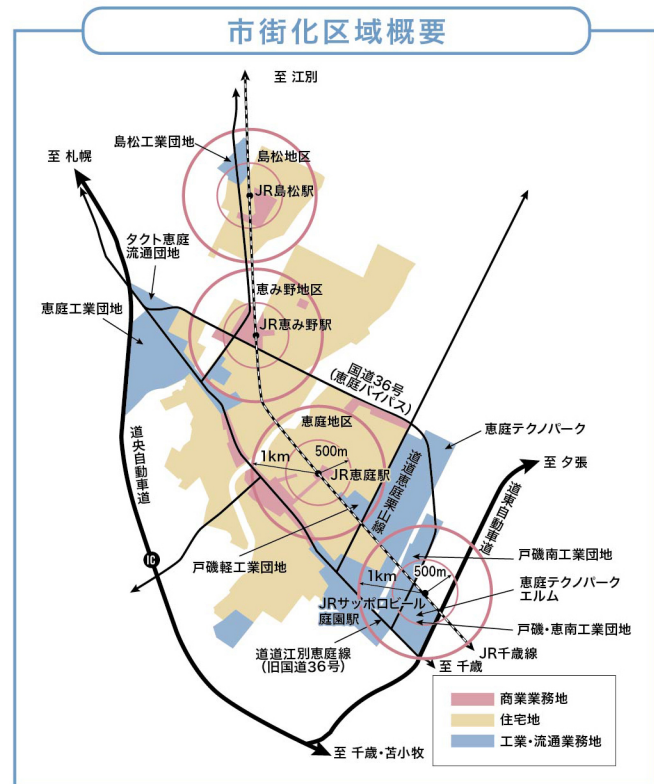 市街化区域概要
至 江別
島松工業団地
島松地区
至 札幌
JR島松駅
タクト恵庭
流通団地
恵み野地区
恵庭工業団地
JR恵み野駅
国道36号
(恵庭バイパス)
恵庭地区
恵庭テクノパーク
1km
500m
至 夕張
JR恵庭駅
道央自動車道
道道恵庭栗山線
道東自動車道
IC
戸磯軽工業団地
戸磯南工業団地
1km
500m
恵庭テクノパーク
エルム
JRサッポロビール
庭園駅
戸磯・恵南工業団地
道道江別恵庭線
(旧国道36号)
JR千歳線
至 千歳
商業業務地
住宅地
工業・流通業務地
至 千歳・苫小牧